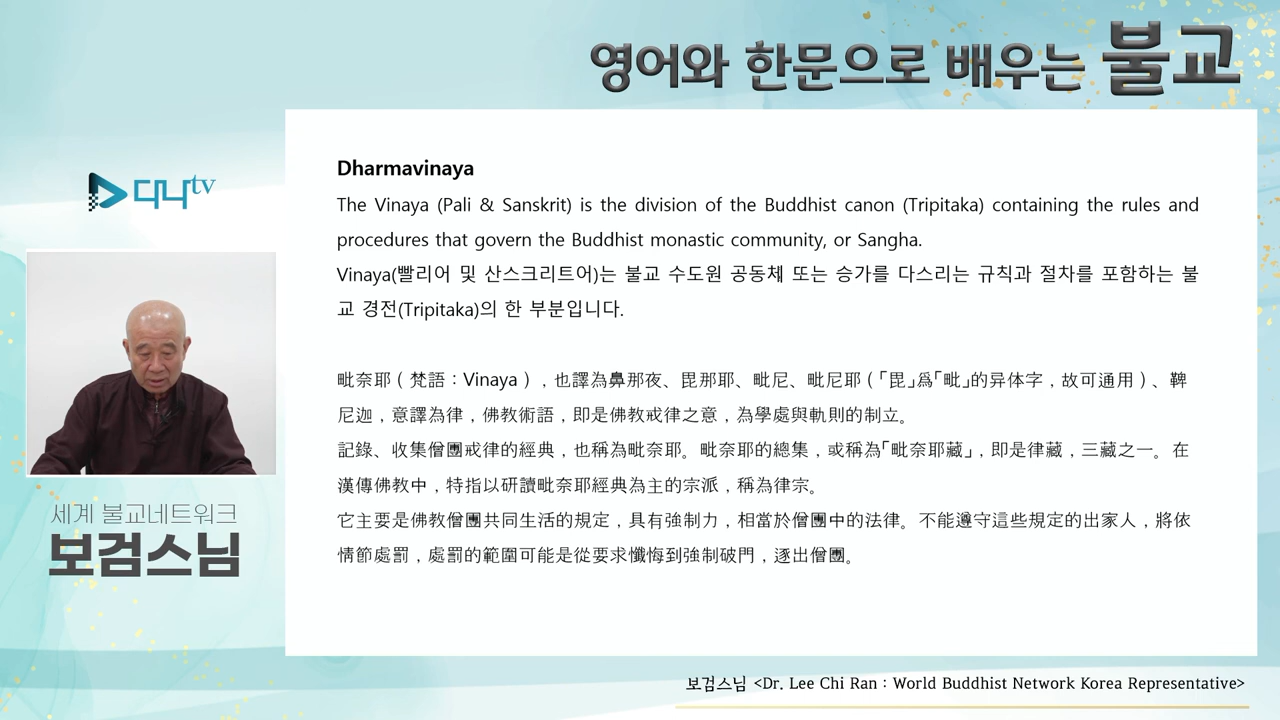 영어와 한문으로 배우는 불교
디나tv
Dharmavinaya
The Vinaya (Pali & Sanskrit) is the division of the Buddhist canon (Tripitaka) containing the rules and
procedures that govern the Buddhist monastic community, or Sangha.
Vinaya(빨리어 및 산스크리트어)는 불교 수도원 공동체 또는 승가를 다스리는 규칙과 절차를 포함하는 불
교 경전(Tripitaka)의 한 부분입니다.
毗奈耶（梵語：Vinaya），也譯為鼻那夜、毘那耶、毗尼、毗尼耶（「毘」爲「毗」的异体字，故可通用）、鞞
尼迦，意譯為律，佛教術語，即是佛教戒律之意，為學處與軌則的制立。
記錄、收集僧團戒律的經典，也稱為毗奈耶。毗奈耶的總集，或稱為「毗奈耶藏」，即是律藏，三藏之一。在
漢傳佛教中，特指以研讀毗奈耶經典為主的宗派，稱為律宗。
它主要是佛教僧團共同生活的規定，具有強制力，相當於僧團中的法律。不能遵守這些規定的出家人，將依
情節處罰，處罰的範圍可能是從要求懺悔到強制破門，逐出僧團。
세계 불교네트워크
보검스님
보검스님 <Dr. Lee Chi Ran : World Buddhist Network Korea Representative>